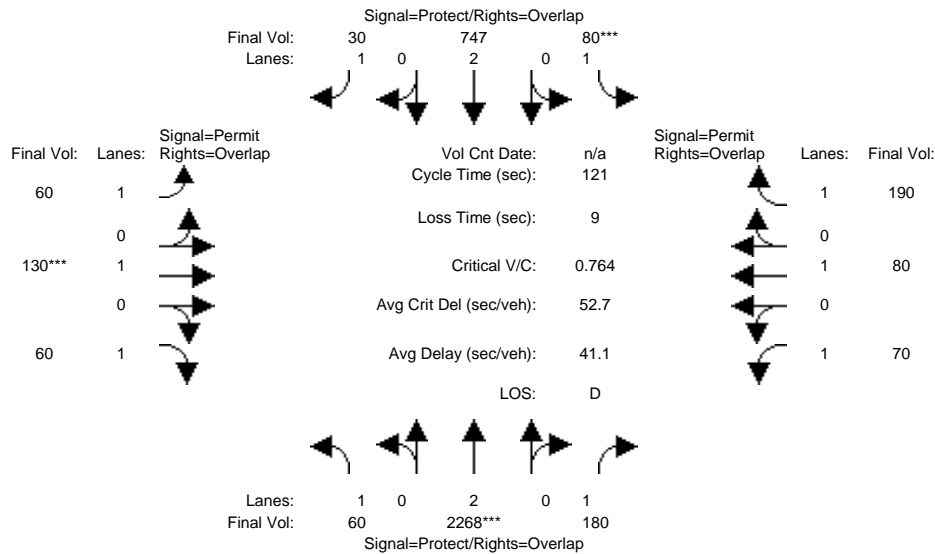 Signal=Protect/Rights=Overlap
Final Vol: 30 747 80***
Lanes: 1 0 2 0 1
Signal=Permit Signal=Permit
Final Vol: Lanes: Rights=Overlap Vol Cnt Date: n/a Rights=Overlap Lanes: Final Vol:
Cycle Time (sec): 121
60 1 1 190
Loss Time (sec): 9
0 0
130*** 1 Critical V/C: 0.764 1 80
0 Avg Crit Del (sec/veh): 52.7 0
60 1 Avg Delay (sec/veh): 41.1 1 70
LOS: D
Lanes: 1 0 2 0 1
Final Vol: 60 2268*** 180
Signal=Protect/Rights=Overlap